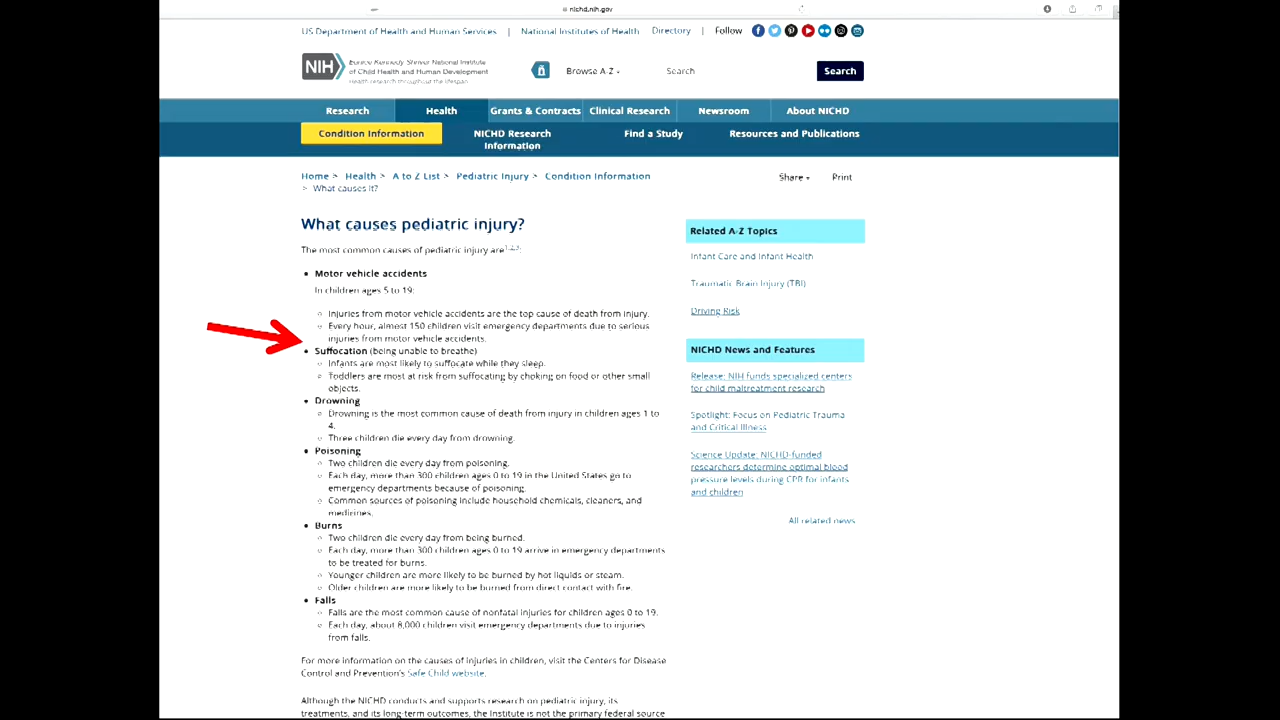 nichd.nih.gov
US Department of Health and Human Services | National Institutes of Health Directory | Follow
NIH Eunice Kennedy Shriver National Institute
of Child Health and Human Development
Health research throughout the lifespan
Browse A-Z Search Search
Research Health Grants & Contracts Clinical Research Newsroom About NICHD
Condition Information NICHD Research Information Find a Study Resources and Publications
Home > Health > A to Z List > Pediatric Injury > Condition Information
> What causes it?
Share Print
What causes pediatric injury?
The most common causes of pediatric injury are1,2,3:
• Motor vehicle accidents
In children ages 5 to 19:
○ Injuries from motor vehicle accidents are the top cause of death from injury.
○ Every hour, almost 150 children visit emergency departments due to serious
injuries from motor vehicle accidents.
• Suffocation (being unable to breathe)
○ Infants are most likely to suffocate while they sleep.
○ Toddlers are most at risk from suffocating by choking on food or other small
objects.
• Drowning
○ Drowning is the most common cause of death from injury in children ages 1 to
4.
○ Three children die every day from drowning.
• Poisoning
○ Two children die every day from poisoning.
○ Each day, more than 300 children ages 0 to 19 in the United States go to
emergency departments because of poisoning.
○ Common sources of poisoning include household chemicals, cleaners, and
medicines.
• Burns
○ Two children die every day from being burned.
○ Each day, more than 300 children ages 0 to 19 arrive in emergency departments
to be treated for burns.
○ Younger children are more likely to be burned by hot liquids or steam.
○ Older children are more likely to be burned from direct contact with fire.
• Falls
○ Falls are the most common cause of nonfatal injuries for children ages 0 to 19.
○ Each day, about 8,000 children visit emergency departments due to injuries
from falls.
For more information on the causes of injuries in children, visit the Centers for Disease
Control and Prevention's Safe Child website.
Although the NICHD conducts and supports research on pediatric injury, its
treatments, and its long-term outcomes, the Institute is not the primary federal source
Related A-Z Topics
Infant Care and Infant Health
Traumatic Brain Injury (TBI)
Driving Risk
NICHD News and Features
Release: NIH funds specialized centers
for child maltreatment research
Spotlight: Focus on Pediatric Trauma
and Critical Illness
Science Update: NICHD-funded
researchers determine optimal blood
pressure levels during CPR for infants
and children
All related news